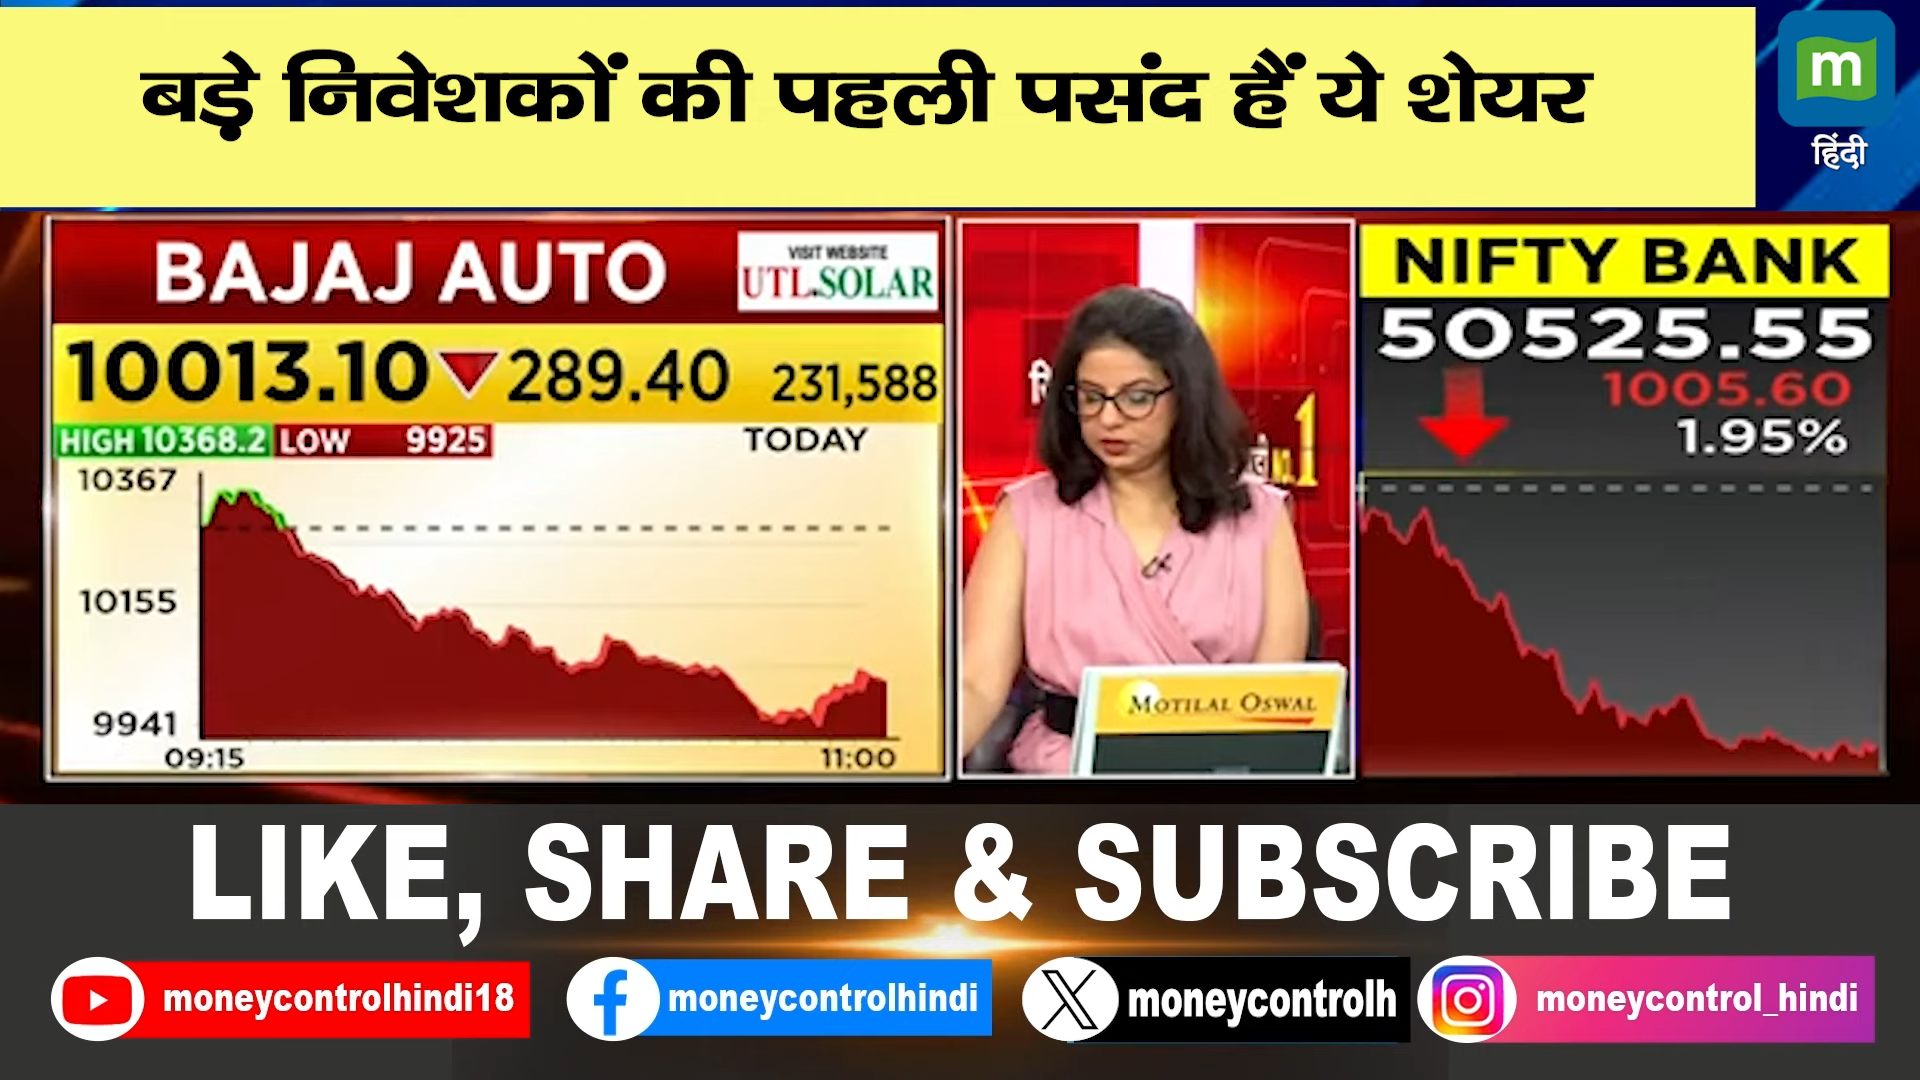 बड़े निवेशकों की पहली पसंद हैं ये शेयर
m
हिंदी
BAJAJ AUTO
VISIT WEBSITE
UTL SOLAR
10013.10 289.40 231,588
HIGH 10368.2 LOW 9925
TODAY
10367
10155
9941
09:15 11:00
No.1
MOTILAL OSWAL
NIFTY BANK
50525.55
1005.60
1.95%
LIKE, SHARE & SUBSCRIBE
moneycontrolhindi18
moneycontrolhindi
moneycontrolh
moneycontrol_hindi